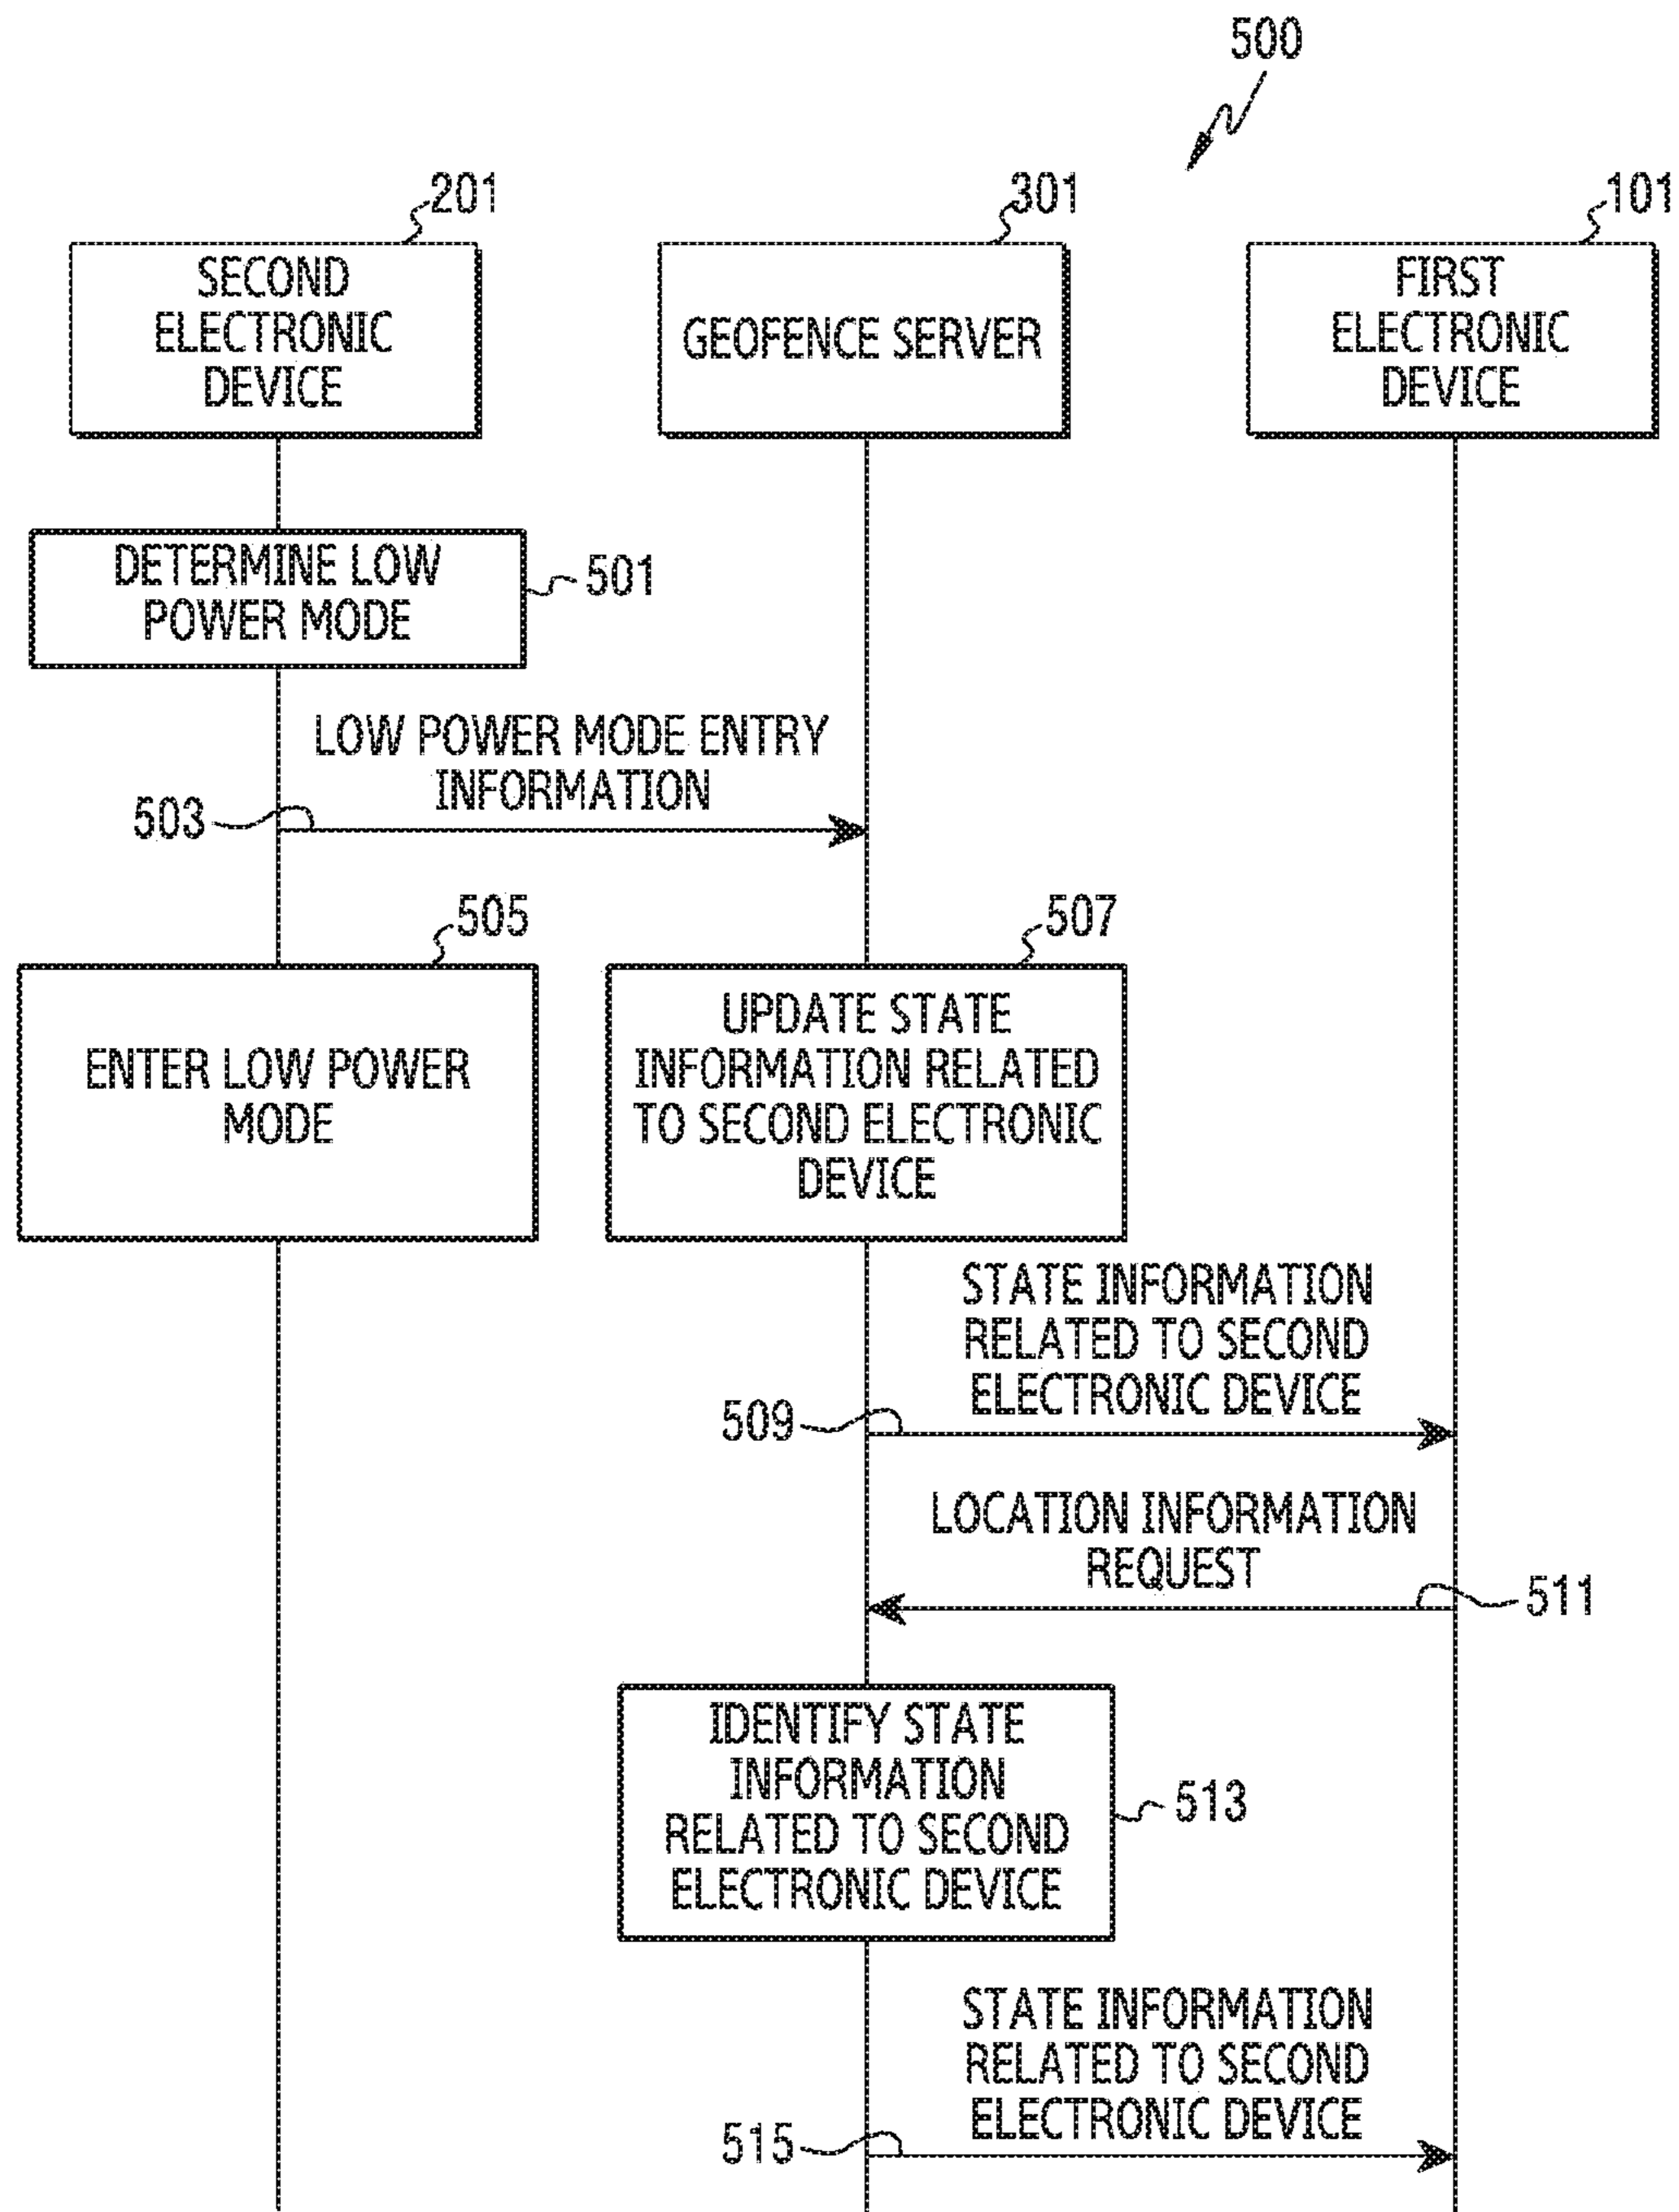 500
201
301
101
SECOND
ELECTRONIC
DEVICE
GEOFENCE SERVER
FIRST
ELECTRONIC
DEVICE
DETERMINE LOW
POWER MODE
501
LOW POWER MODE ENTRY
INFORMATION
503
505
507
ENTER LOW POWER
MODE
UPDATE STATE
INFORMATION RELATED
TO SECOND ELECTRONIC
DEVICE
STATE INFORMATION
RELATED TO SECOND
ELECTRONIC DEVICE
509
LOCATION INFORMATION
REQUEST
511
IDENTIFY STATE
INFORMATION
RELATED TO SECOND
ELECTRONIC DEVICE
513
STATE INFORMATION
RELATED TO SECOND
ELECTRONIC DEVICE
515